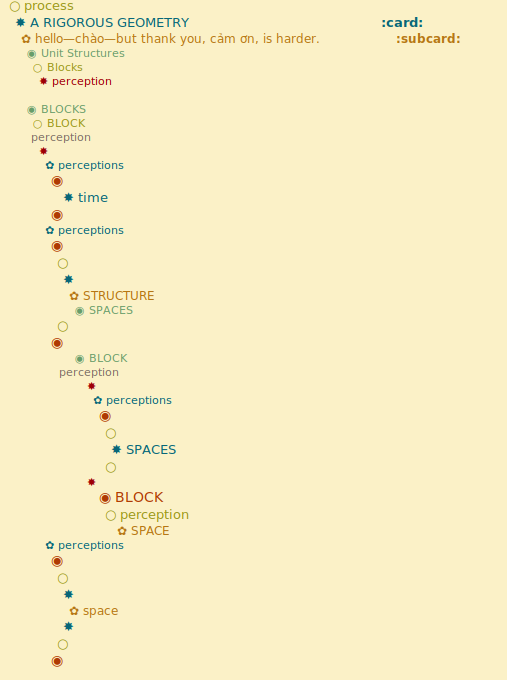 ○ process
✸ A RIGOROUS GEOMETRY :card:
✿ hello—chào—but thank you, cảm ơn, is harder. :subcard:
◉ Unit Structures
○ Blocks
✸ perception
◉ BLOCKS
○ BLOCK
perception
✸
✿ perceptions
◉
✸ time
◉
✿ perceptions
◉
○
✸
✿ STRUCTURE
◉ SPACES
○
◉
◉ BLOCK
perception
✸
✿ perceptions
◉
○
✸ SPACES
○
✸
◉ BLOCK
○ perception
✿ SPACE
✿ perceptions
◉
○
✸
✿ space
✸
○
◉